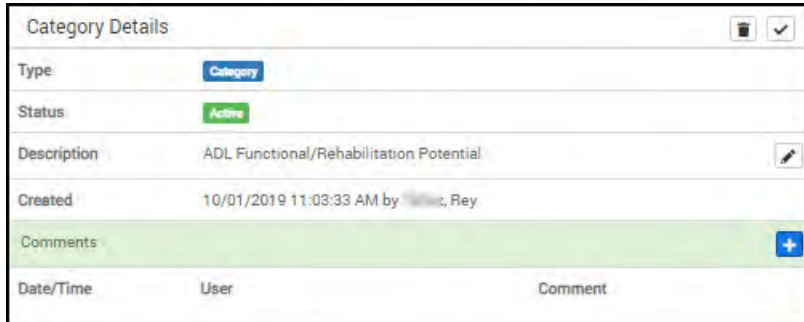 Category Details
Type Category
Status Active
Description ADL Functional/Rehabilitation Potential
Created 10/01/2019 11:03:33 AM by , Rey
Comments
Date/Time User Comment